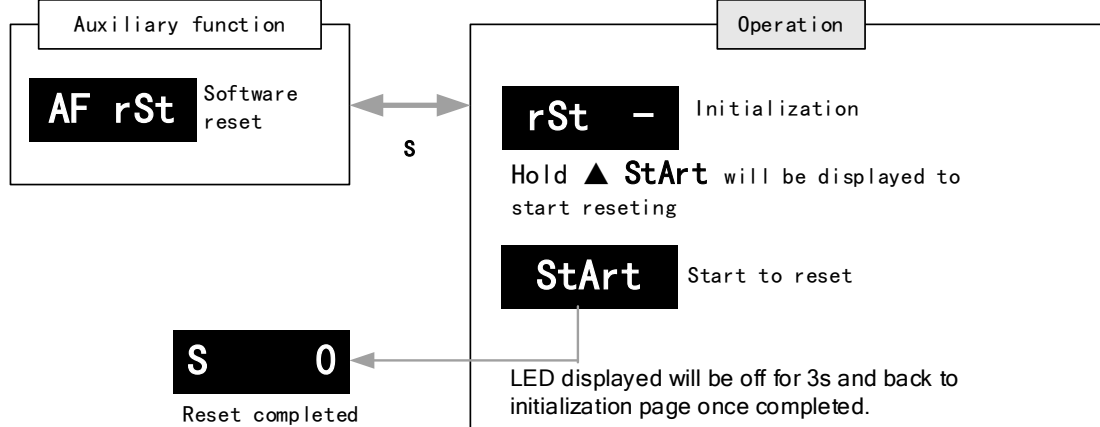 Auxiliary function
AF rSt
Software
reset
S
Operation
rSt –
Initialization
Hold ▲ StArt will be displayed to
start reseting
StArt
Start to reset
S 0
Reset completed
LED displayed will be off for 3s and back to
initialization page once completed.